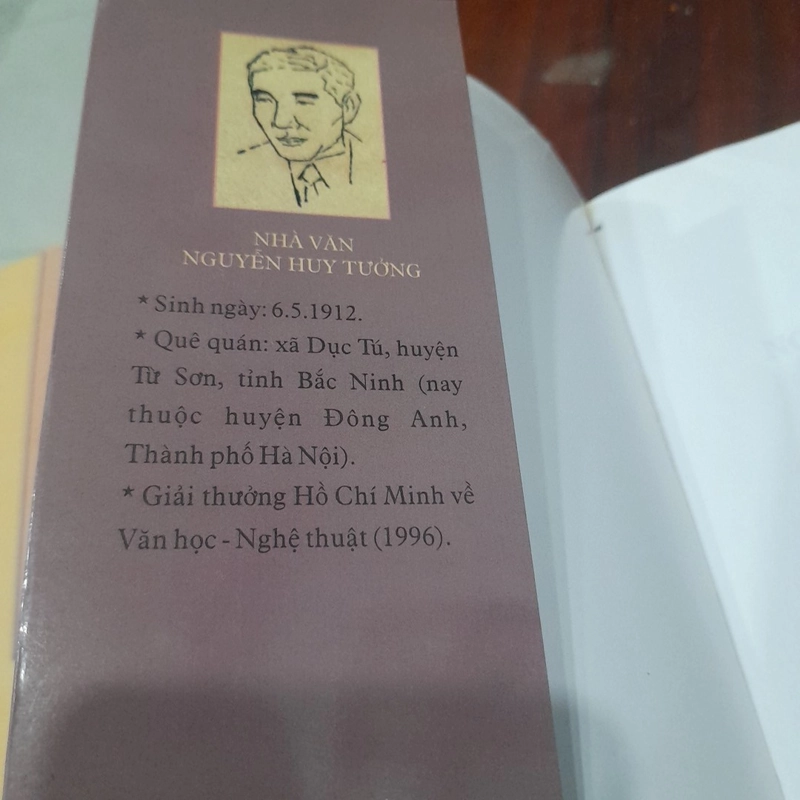 NHÀ VĂN
NGUYỄN HUY TƯỞNG
* Sinh ngày: 6.5.1912.
* Quê quán: xã Dục Tú, huyện
Từ Sơn, tỉnh Bắc Ninh (nay
thuộc huyện Đông Anh,
Thành phố Hà Nội).
* Giải thưởng Hồ Chí Minh về
Văn học - Nghệ thuật (1996).